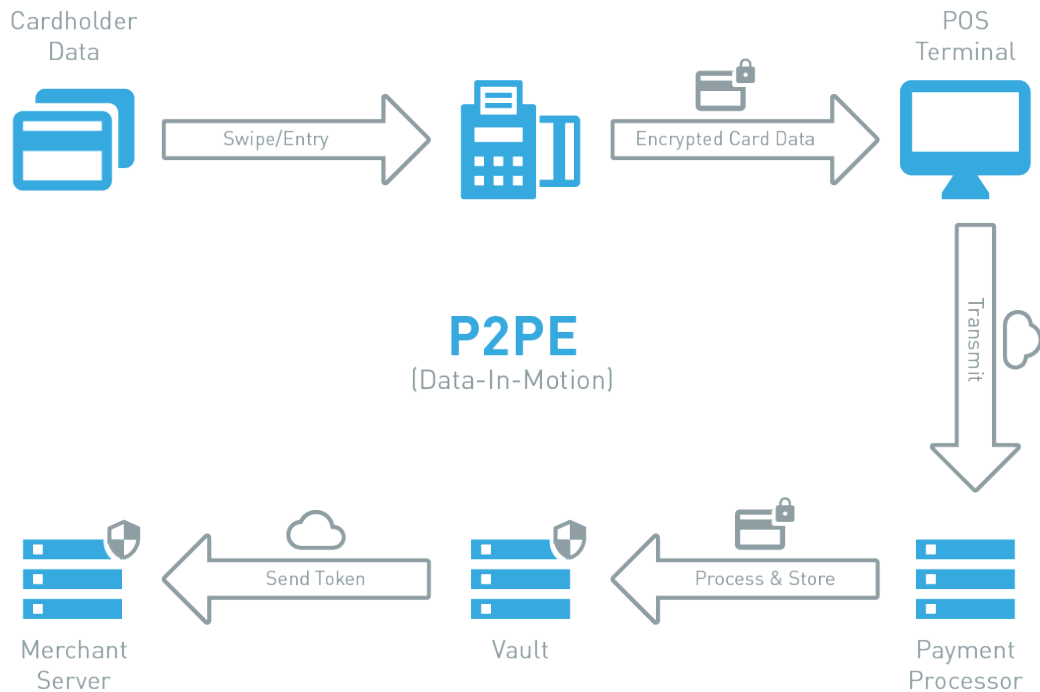 Cardholder
Data
POS
Terminal
Swipe/Entry
Encrypted Card Data
Transmit
P2PE
(Data-In-Motion)
Send Token
Process & Store
Merchant
Server
Vault
Payment
Processor